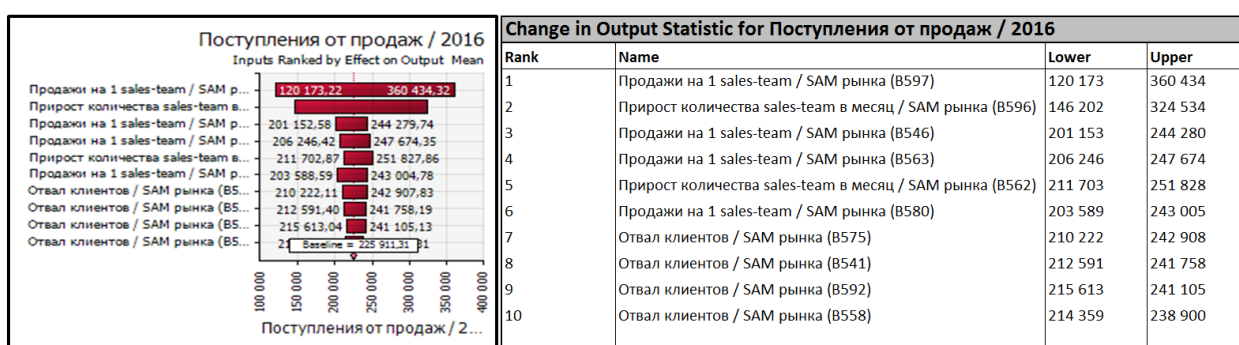 Поступления от продаж / 2016
Inputs Ranked by Effect on Output Mean
Продажи на 1 sales-team / SAM р... 120 173,22 360 434,32
Прирост количества sales-team в...
Продажи на 1 sales-team / SAM р... 201 152,58 244 279,74
Продажи на 1 sales-team / SAM р... 206 246,42 247 674,35
Прирост количества sales-team в... 211 702,87 251 827,86
Продажи на 1 sales-team / SAM р... 203 588,59 243 004,78
Отвал клиентов / SAM рынка (B5... 210 222,11 242 907,83
Отвал клиентов / SAM рынка (B5... 212 591,40 241 758,19
Отвал клиентов / SAM рынка (B5... 215 613,04 241 105,13
Отвал клиентов / SAM рынка (B5... Baseline = 225 911,31
100 000 150 000 200 000 250 000 300 000 350 000 400 000
Поступления от продаж / 2...
Change in Output Statistic for Поступления от продаж / 2016
Rank Name Lower Upper
1 Продажи на 1 sales-team / SAM рынка (B597) 120 173 360 434
2 Прирост количества sales-team в месяц / SAM рынка (B596) 146 202 324 534
3 Продажи на 1 sales-team / SAM рынка (B546) 201 153 244 280
4 Продажи на 1 sales-team / SAM рынка (B563) 206 246 247 674
5 Прирост количества sales-team в месяц / SAM рынка (B562) 211 703 251 828
6 Продажи на 1 sales-team / SAM рынка (B580) 203 589 243 005
7 Отвал клиентов / SAM рынка (B575) 210 222 242 908
8 Отвал клиентов / SAM рынка (B541) 212 591 241 758
9 Отвал клиентов / SAM рынка (B592) 215 613 241 105
10 Отвал клиентов / SAM рынка (B558) 214 359 238 900